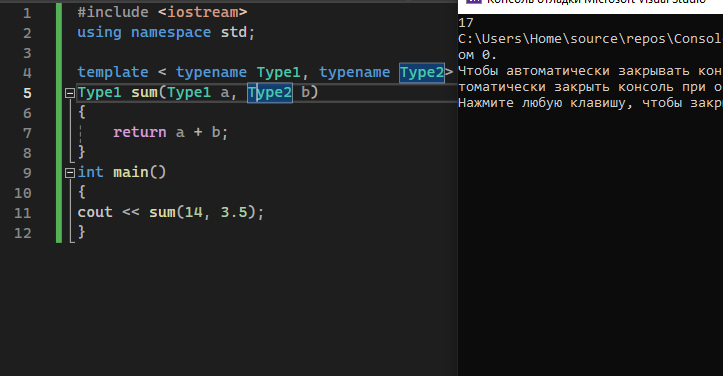 Консоль отладки Microsoft Visual Studio
1 #include <iostream>
2 using namespace std;
3
4 template < typename Type1, typename Type2>
5 Type1 sum(Type1 a, Type2 b)
6 {
7 return a + b;
8 }
9 int main()
10 {
11 cout << sum(14, 3.5);
12 }
17
C:\Users\Home\source\repos\Consol
ом 0.
Чтобы автоматически закрывать кон
томатически закрыть консоль при о
Нажмите любую клавишу, чтобы закр